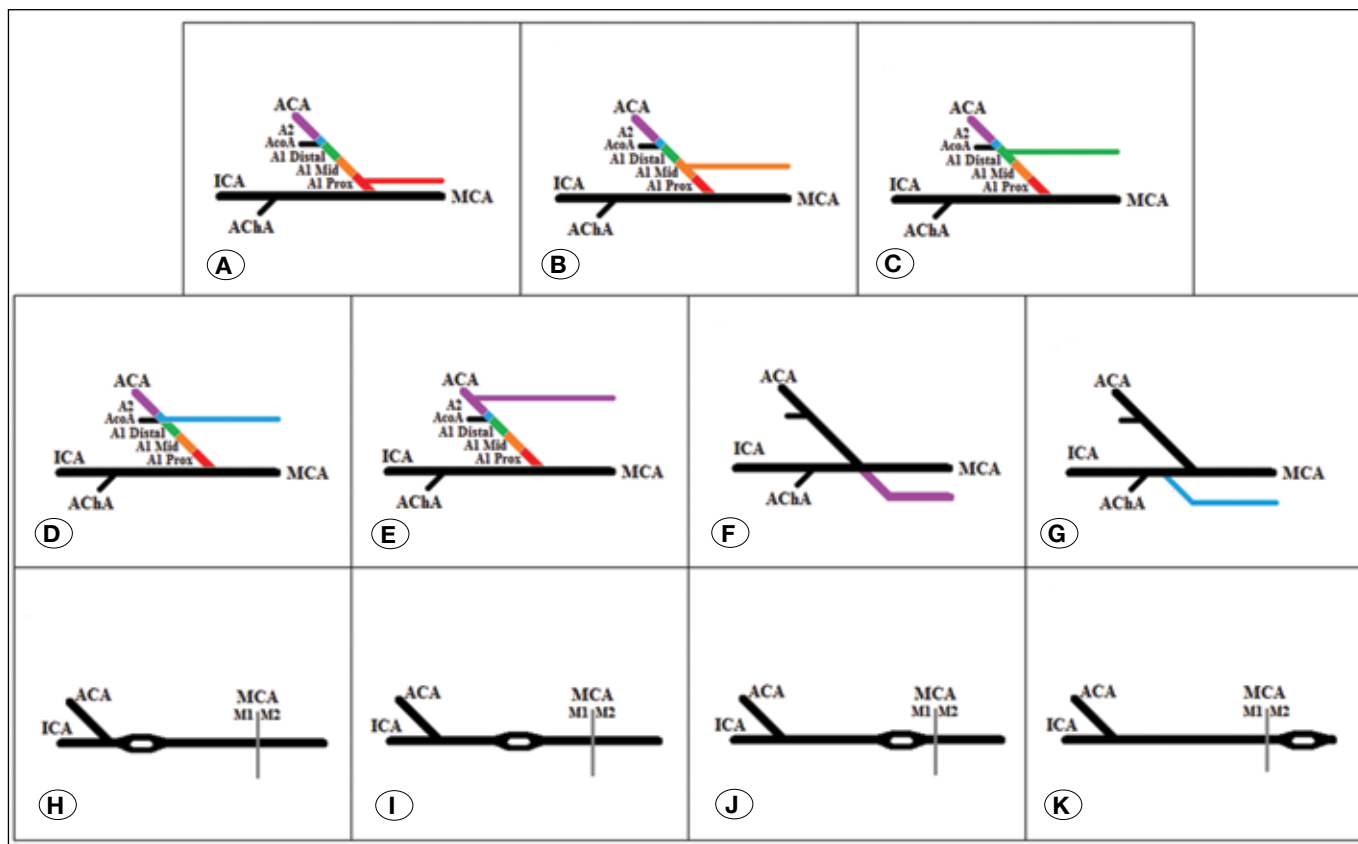 ACA
A2
AcoA
A1 Distal
A1 Mid
A1 Prox
ICA
MCA
AChA
A
ACA
A2
AcoA
A1 Distal
A1 Mid
A1 Prox
ICA
MCA
AChA
B
ACA
A2
AcoA
A1 Distal
A1 Mid
A1 Prox
ICA
MCA
AChA
C
ACA
A2
AcoA
A1 Distal
A1 Mid
A1 Prox
ICA
MCA
AChA
D
ACA
A2
AcoA
A1 Distal
A1 Mid
A1 Prox
ICA
MCA
AChA
E
ACA
ICA
MCA
AChA
F
ACA
ICA
MCA
AChA
G
ACA
MCA
M1 M2
ICA
H
ACA
MCA
M1 M2
ICA
I
ACA
MCA
M1 M2
ICA
J
ACA
MCA
M1 M2
ICA
K